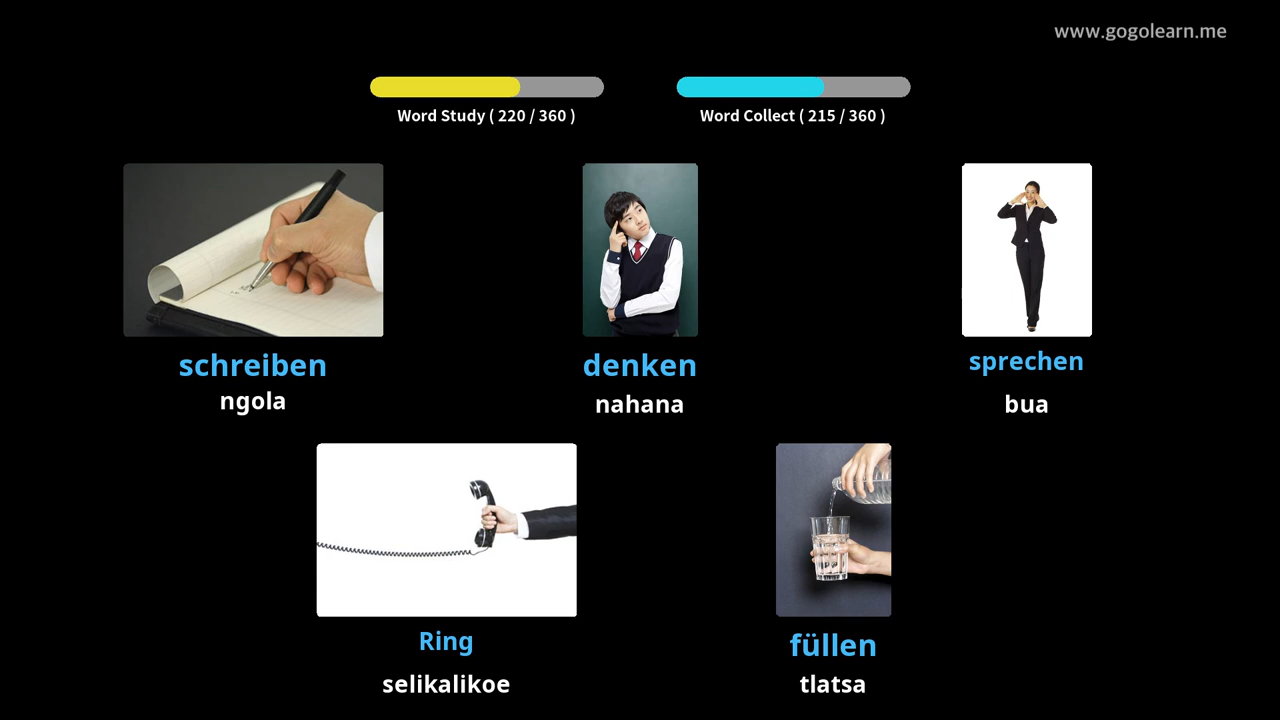 www.gogolearn.me
Word Study ( 220 / 360 )
Word Collect ( 215 / 360 )
schreiben
ngola
denken
nahana
sprechen
bua
Ring
selikalikoe
füllen
tlatsa